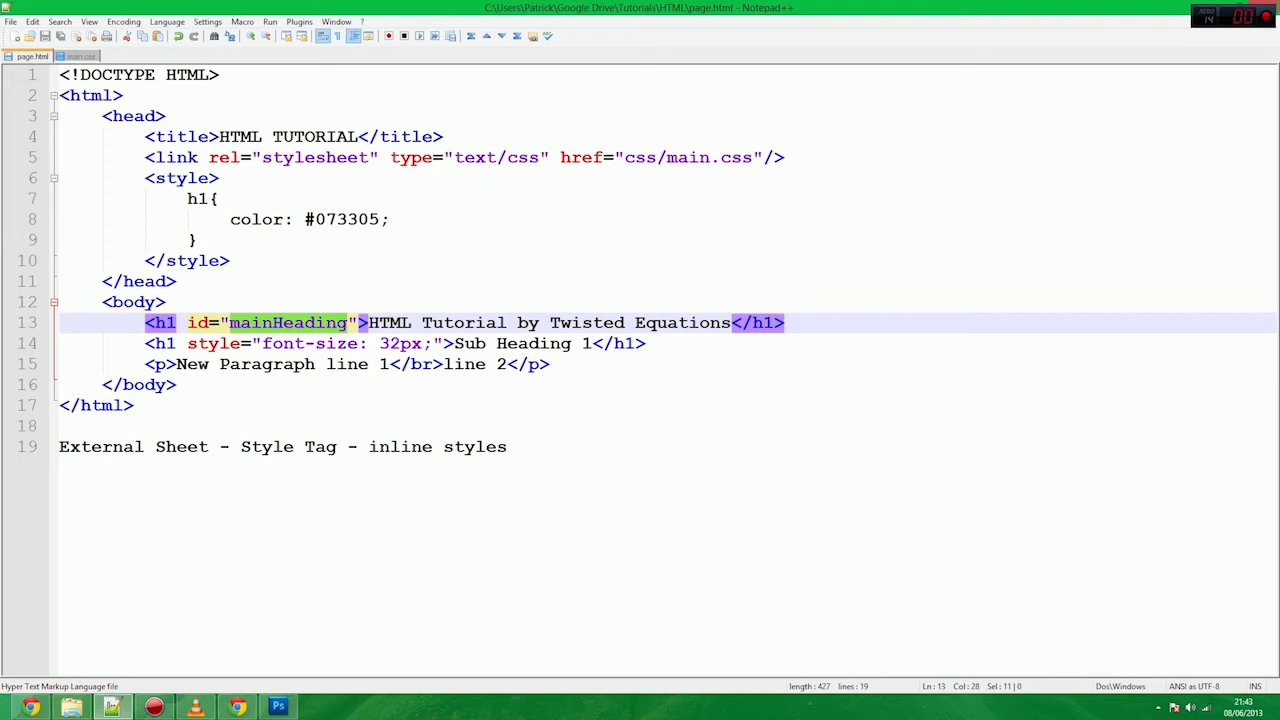 C:\Users\Patrick\Google Drive\Tutorials\HTML\page.html - Notepad++
File Edit Search View Encoding Language Settings Macro Run Plugins Window ?
page.html main.css
1 <!DOCTYPE HTML>
2 <html>
3 <head>
4 <title>HTML TUTORIAL</title>
5 <link rel="stylesheet" type="text/css" href="css/main.css"/>
6 <style>
7 h1{
8 color: #073305;
9 }
10 </style>
11 </head>
12 <body>
13 <h1 id="mainHeading">HTML Tutorial by Twisted Equations</h1>
14 <h1 style="font-size: 32px;">Sub Heading 1</h1>
15 <p>New Paragraph line 1</br>line 2</p>
16 </body>
17 </html>
18
19 External Sheet - Style Tag - inline styles
Hyper Text Markup Language file length : 427 lines : 19 Ln : 13 Col : 28 Sel : 11 | 0 Dos\Windows ANSI as UTF-8 INS
Ps
21:43
08/06/2013